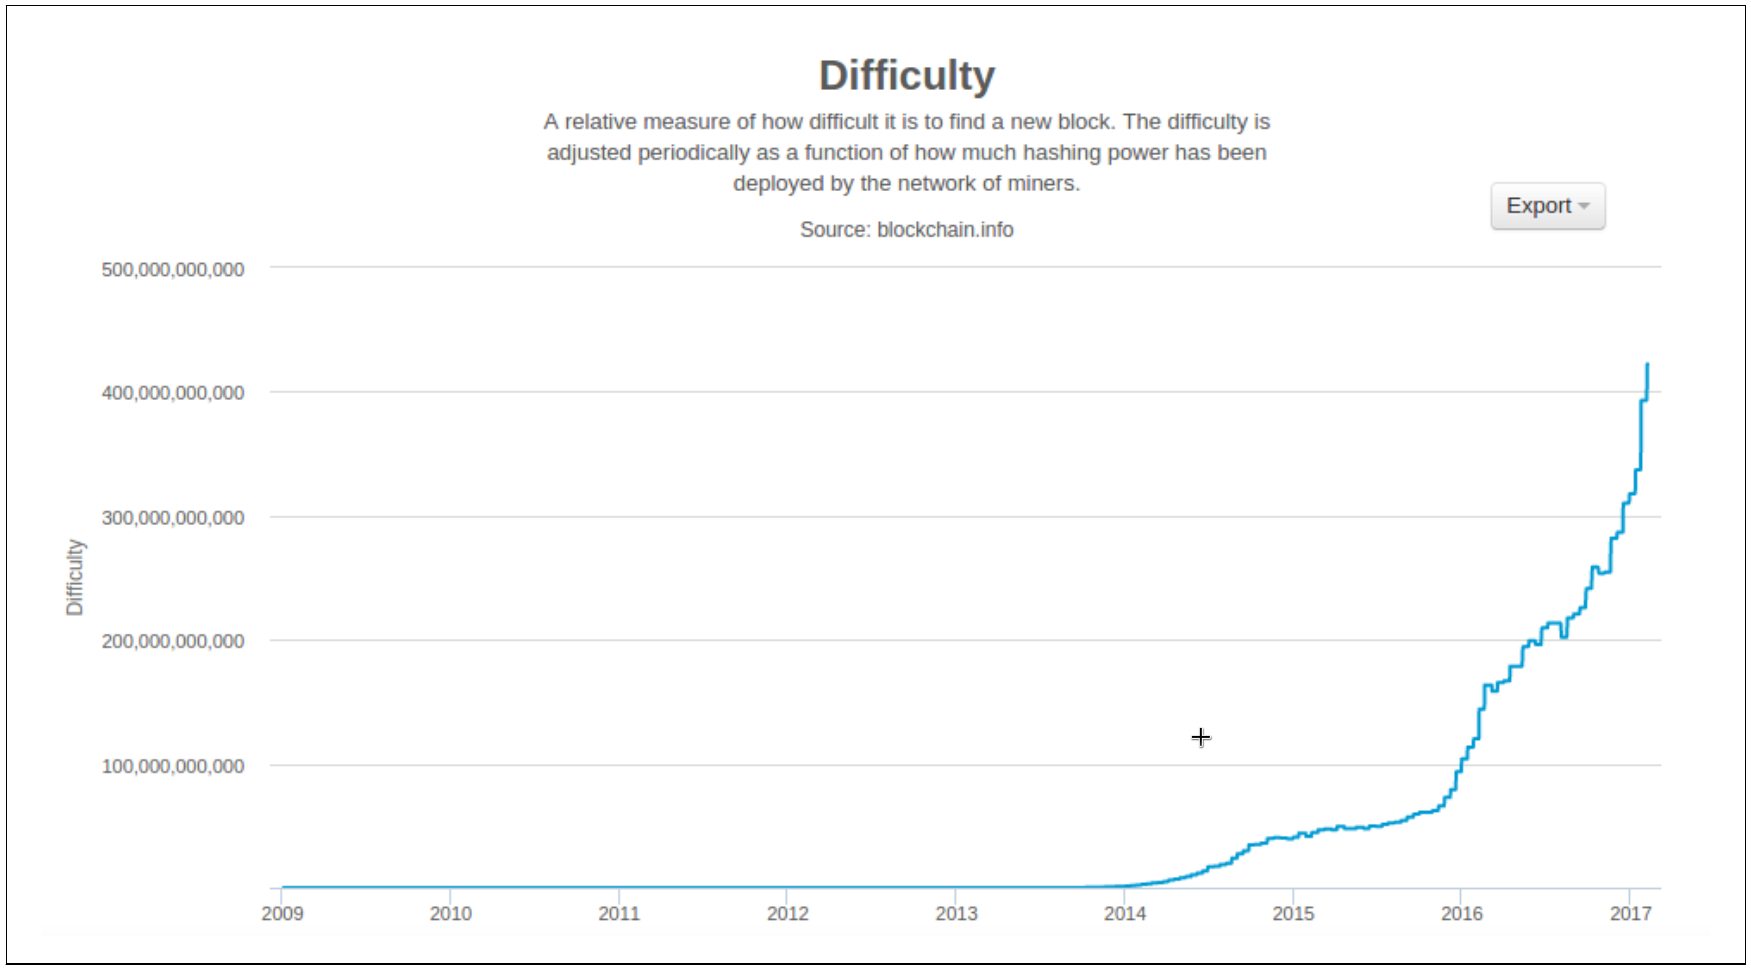 Difficulty
A relative measure of how difficult it is to find a new block. The difficulty is
adjusted periodically as a function of how much hashing power has been
deployed by the network of miners.
Export
Source: blockchain.info
500,000,000,000
400,000,000,000
300,000,000,000
200,000,000,000
100,000,000,000
Difficulty
2009 2010 2011 2012 2013 2014 2015 2016 2017